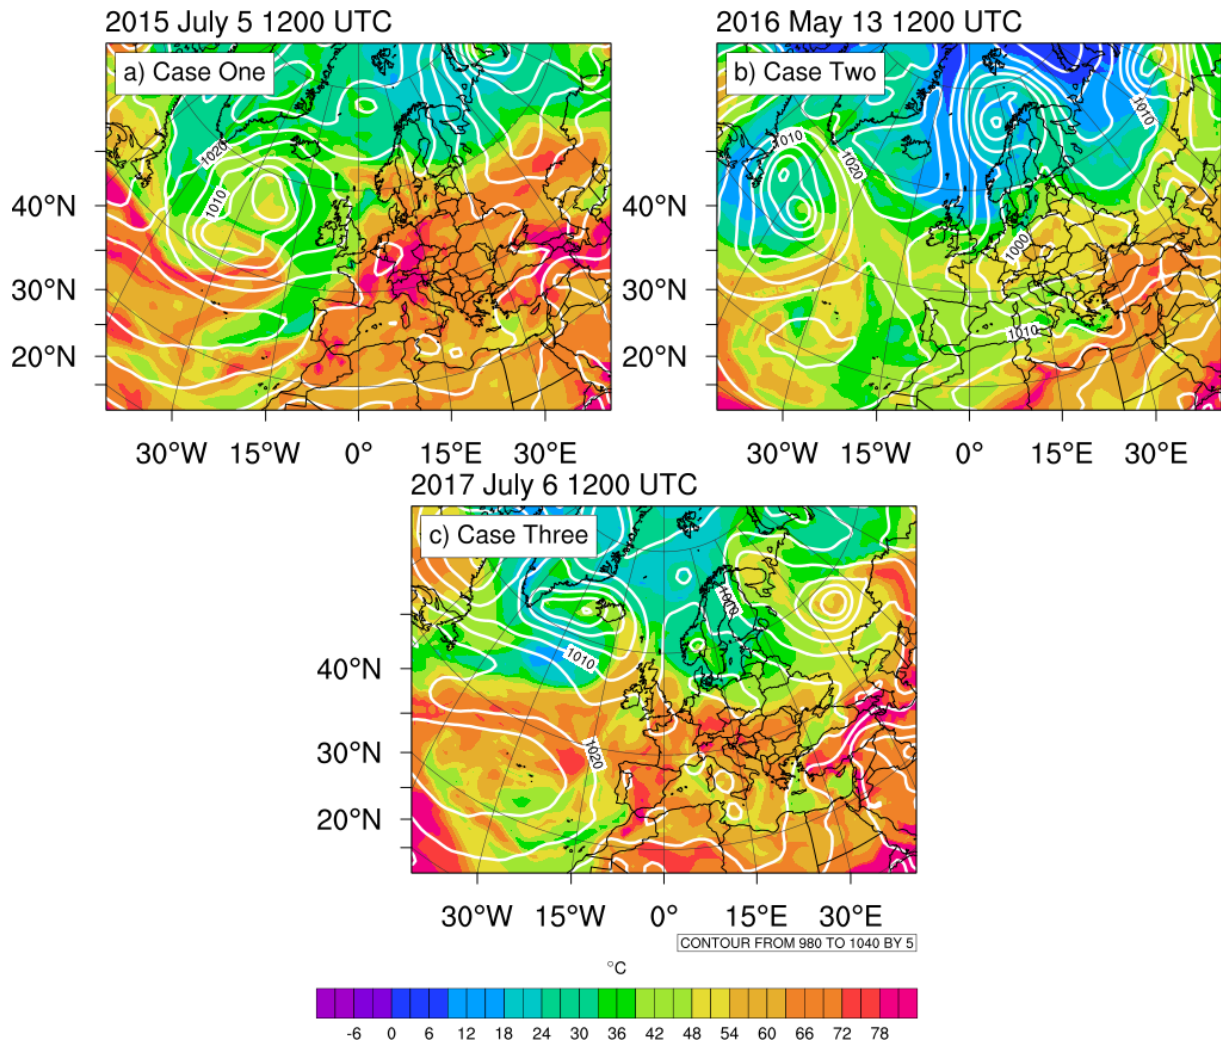 2015 July 5 1200 UTC
a) Case One
1020
1010
40°N
30°N
20°N
30°W 15°W 0° 15°E 30°E
2016 May 13 1200 UTC
b) Case Two
1010
1020
1010
1000
1010
40°N
30°N
20°N
30°W 15°W 0° 15°E 30°E
2017 July 6 1200 UTC
c) Case Three
1000
1010
1020
40°N
30°N
20°N
30°W 15°W 0° 15°E 30°E
CONTOUR FROM 980 TO 1040 BY 5
°C
-6 0 6 12 18 24 30 36 42 48 54 60 66 72 78